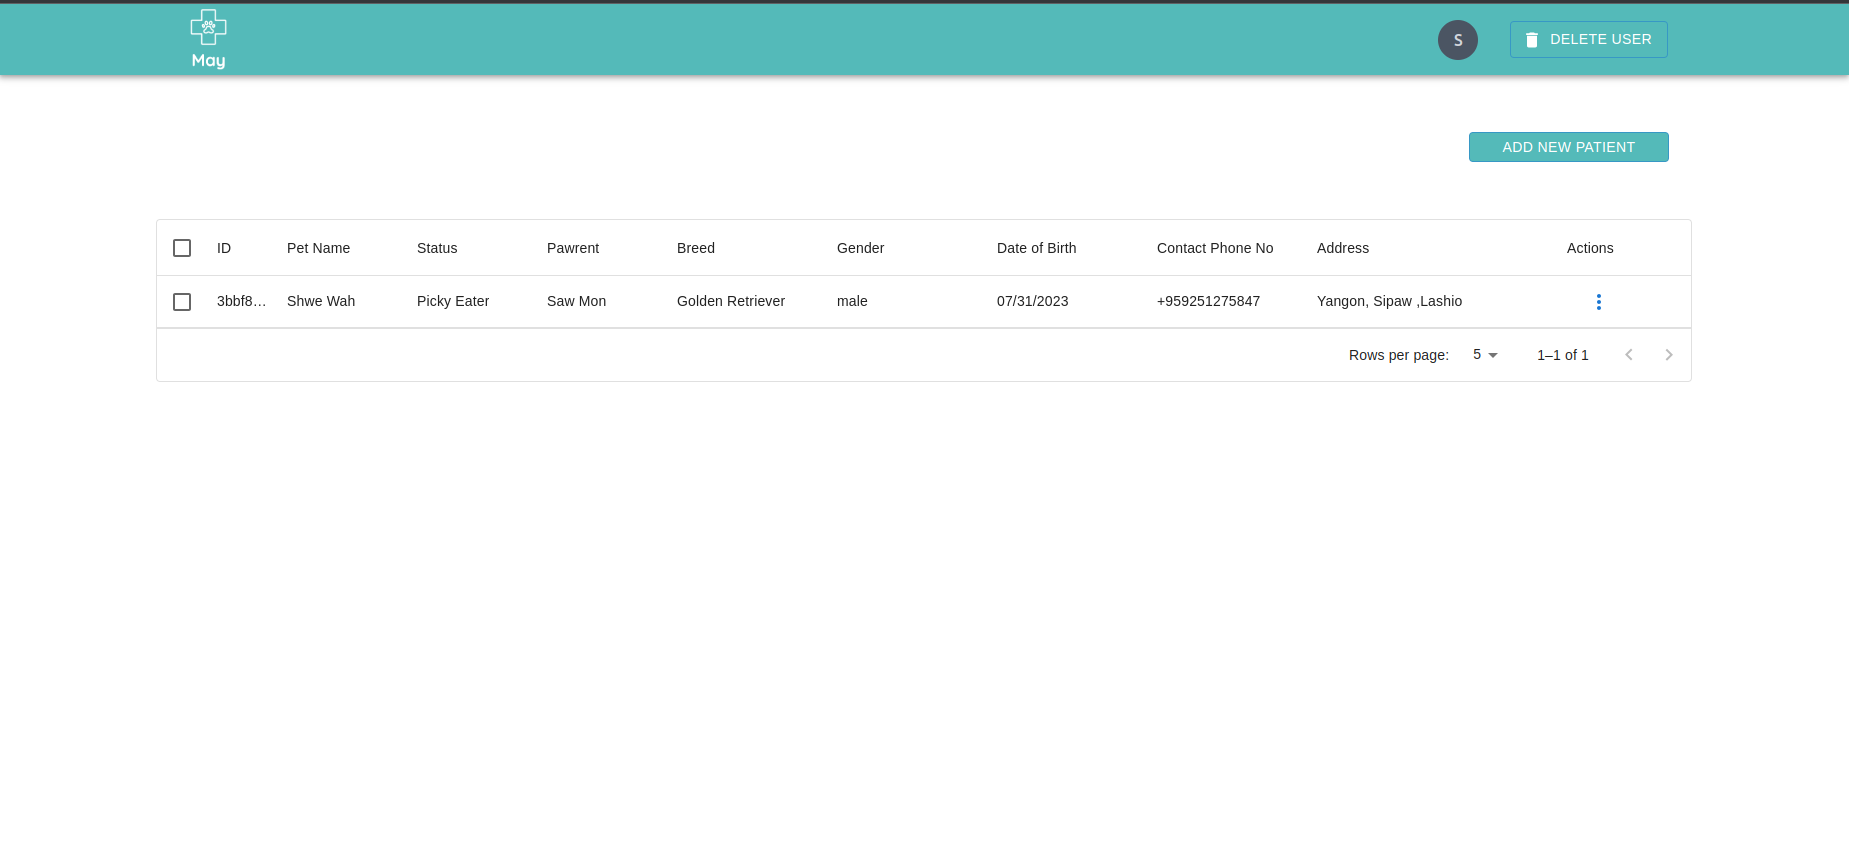 May
S
DELETE USER
ADD NEW PATIENT
ID Pet Name Status Pawrent Breed Gender Date of Birth Contact Phone No Address Actions
3bbf8… Shwe Wah Picky Eater Saw Mon Golden Retriever male 07/31/2023 +959251275847 Yangon, Sipaw ,Lashio
Rows per page: 5 1–1 of 1